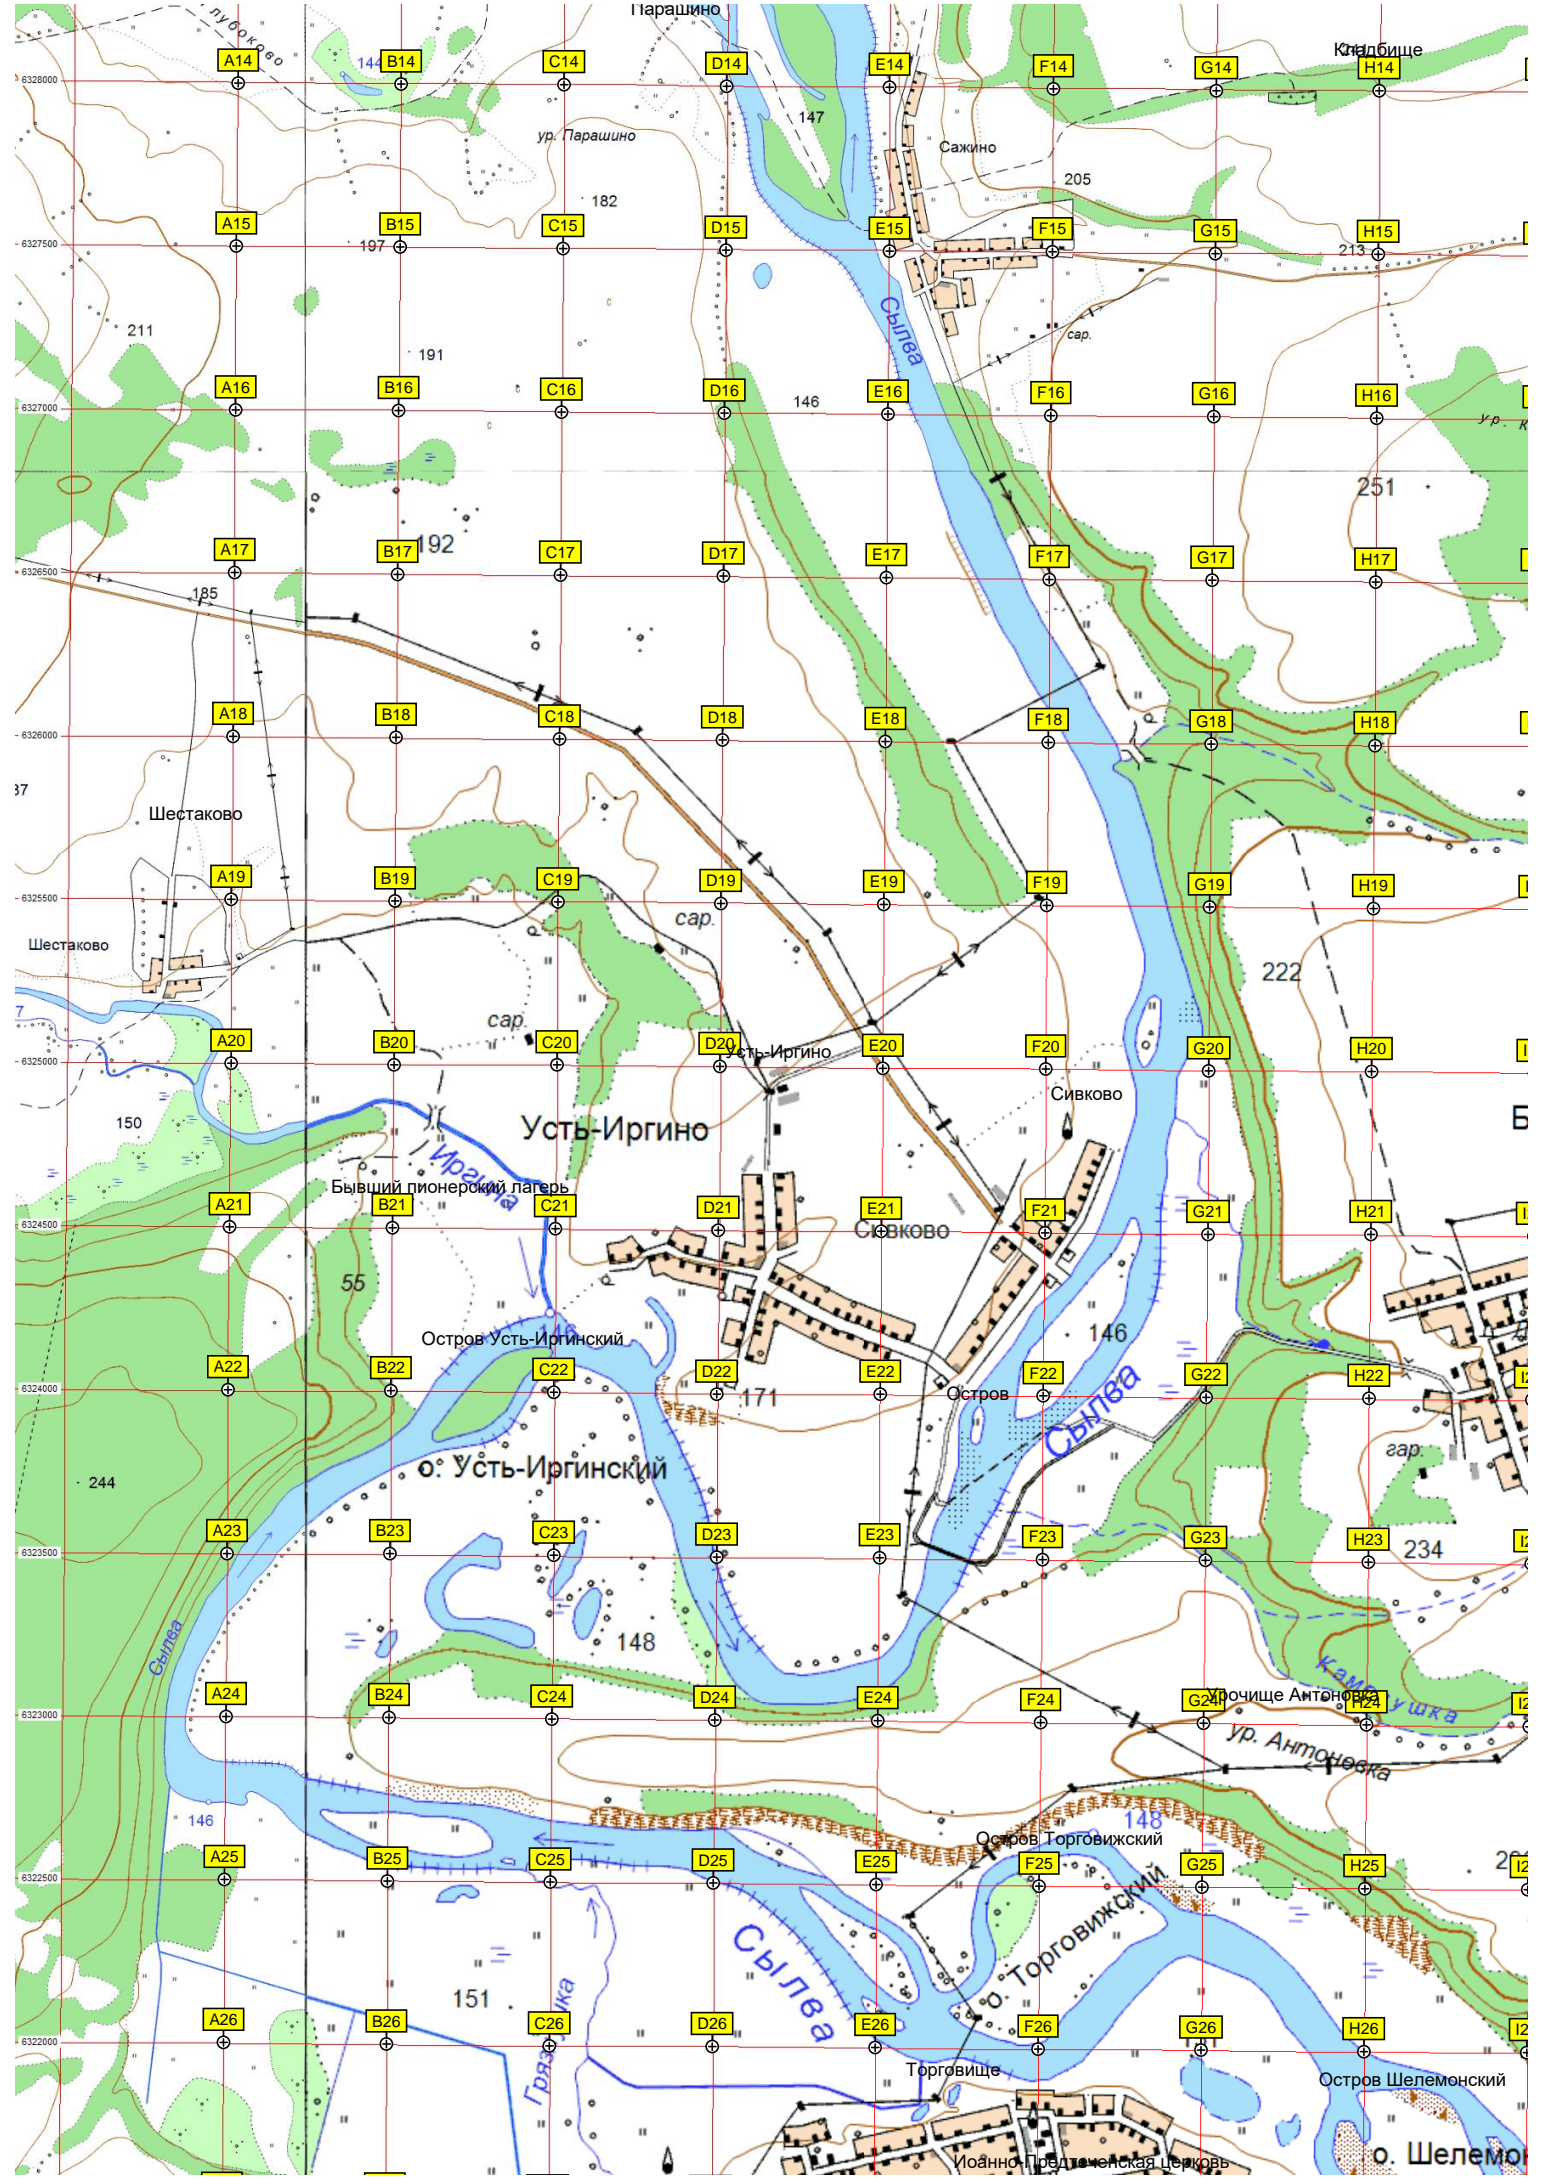 Парашино
лубоково
Кладбище
A14
B14
C14
D14
E14
F14
G14
H14
6328000
144
147
ур. Парашино
Сажино
205
182
A15
B15
C15
D15
E15
F15
G15
H15
6327500
197
213
Сылва
211
сар.
191
A16
B16
C16
D16
E16
F16
G16
H16
6327000
146
ур. К
251
A17
B17
C17
D17
E17
F17
G17
H17
6326500
192
185
A18
B18
C18
D18
E18
F18
G18
H18
6326000
37
Шестаково
A19
B19
C19
D19
E19
F19
G19
H19
6325500
сар.
Шестаково
222
7
сар.
A20
B20
C20
D20
E20
F20
G20
H20
6325000
Усть-Иргино
Сивково
150
Усть-Иргино
Б
Иргина
Бывший пионерский лагерь
A21
B21
C21
D21
E21
F21
G21
H21
6324500
Сивково
55
146
Остров Усть-Иргинский
146
A22
B22
C22
D22
E22
F22
G22
H22
6324000
171
Остров
Сылва
гар.
о. Усть-Иргинский
244
A23
B23
C23
D23
E23
F23
G23
H23
6323500
234
Сылва
148
A24
B24
C24
D24
E24
F24
G24
H24
6323000
Урочище Антоновка
ур. Антоновка
146
148
Остров Торговижский
A25
B25
C25
D25
E25
F25
G25
H25
6322500
Сылва
о. Торговижский
151
A26
B26
C26
D26
E26
F26
G26
H26
6322000
Торговище
Остров Шелемонский
Иоанно-Предтеченская церковь
о. Шелемон